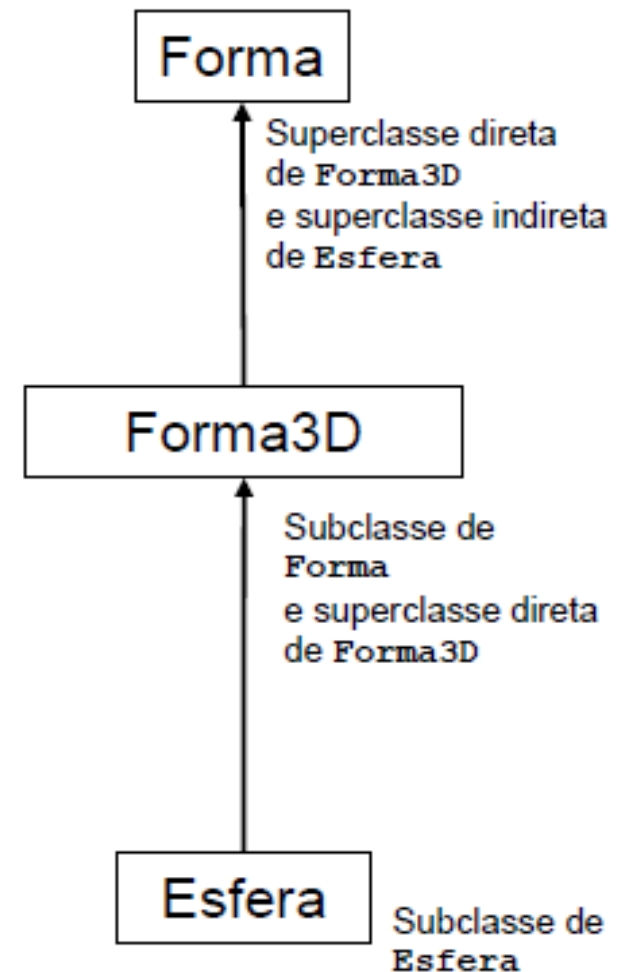 Forma
Superclasse direta
de Forma3D
e superclasse indireta
de Esfera
Forma3D
Subclasse de
Forma
e superclasse direta
de Forma3D
Esfera
Subclasse de
Esfera